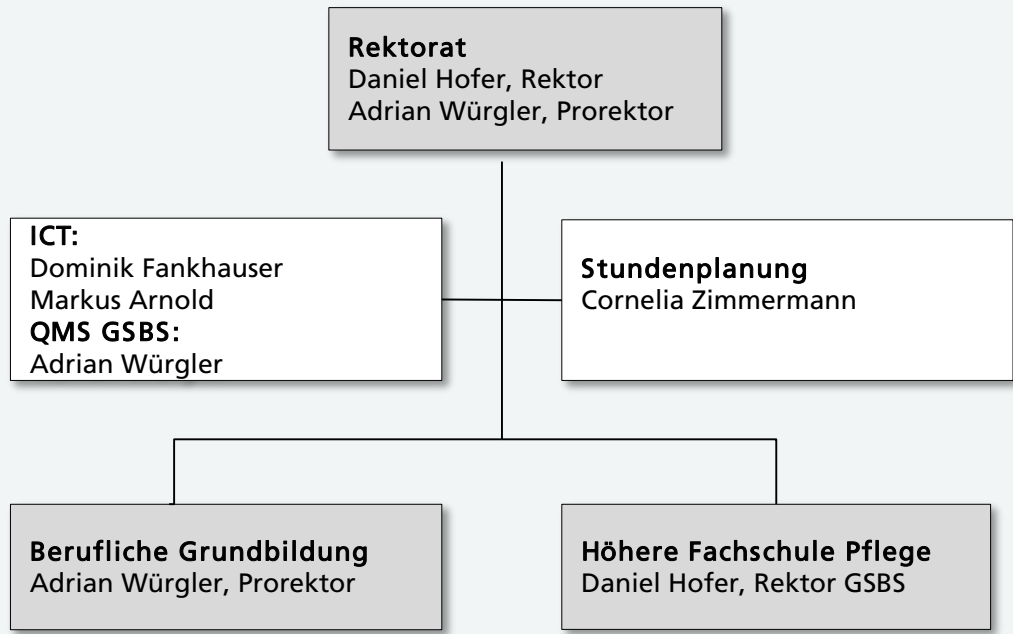 Rektorat
Daniel Hofer, Rektor
Adrian Würgler, Prorektor
ICT:
Dominik Fankhauser
Markus Arnold
QMS GSBS:
Adrian Würgler
Stundenplanung
Cornelia Zimmermann
Berufliche Grundbildung
Adrian Würgler, Prorektor
Höhere Fachschule Pflege
Daniel Hofer, Rektor GSBS